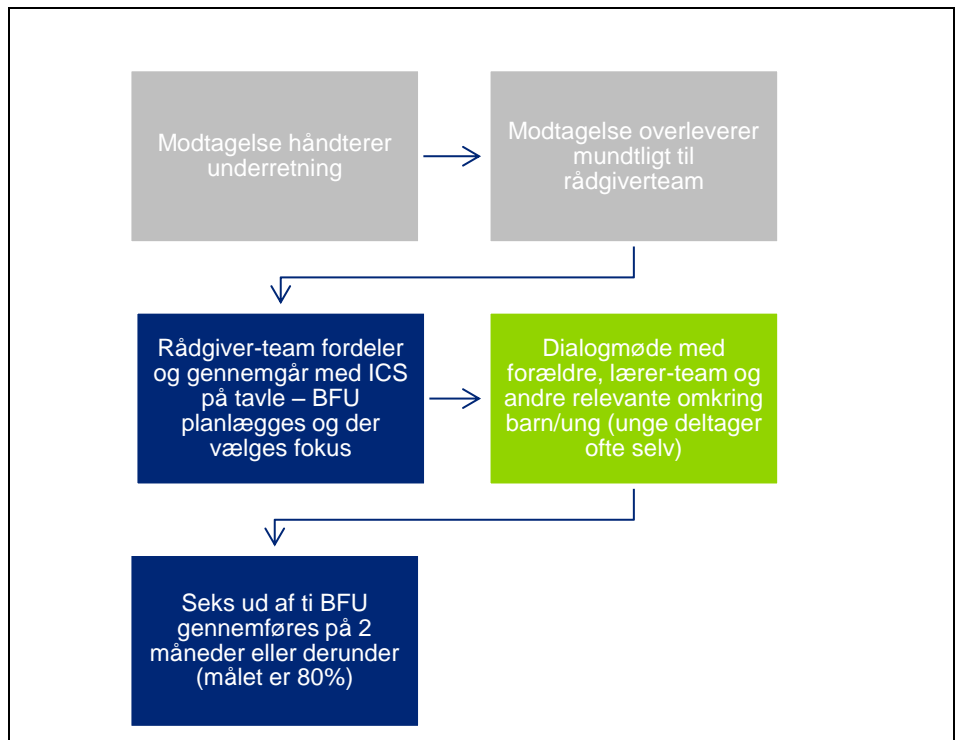 Modtagelse håndterer
underretning
Modtagelse overleverer
mundtligt til
rådgiverteam
Rådgiver-team fordeler
og gennemgår med ICS
på tavle – BFU
planlægges og der
vælges fokus
Dialogmøde med
forældre, lærer-team og
andre relevante omkring
barn/ung (unge deltager
ofte selv)
Seks ud af ti BFU
gennemføres på 2
måneder eller derunder
(målet er 80%)